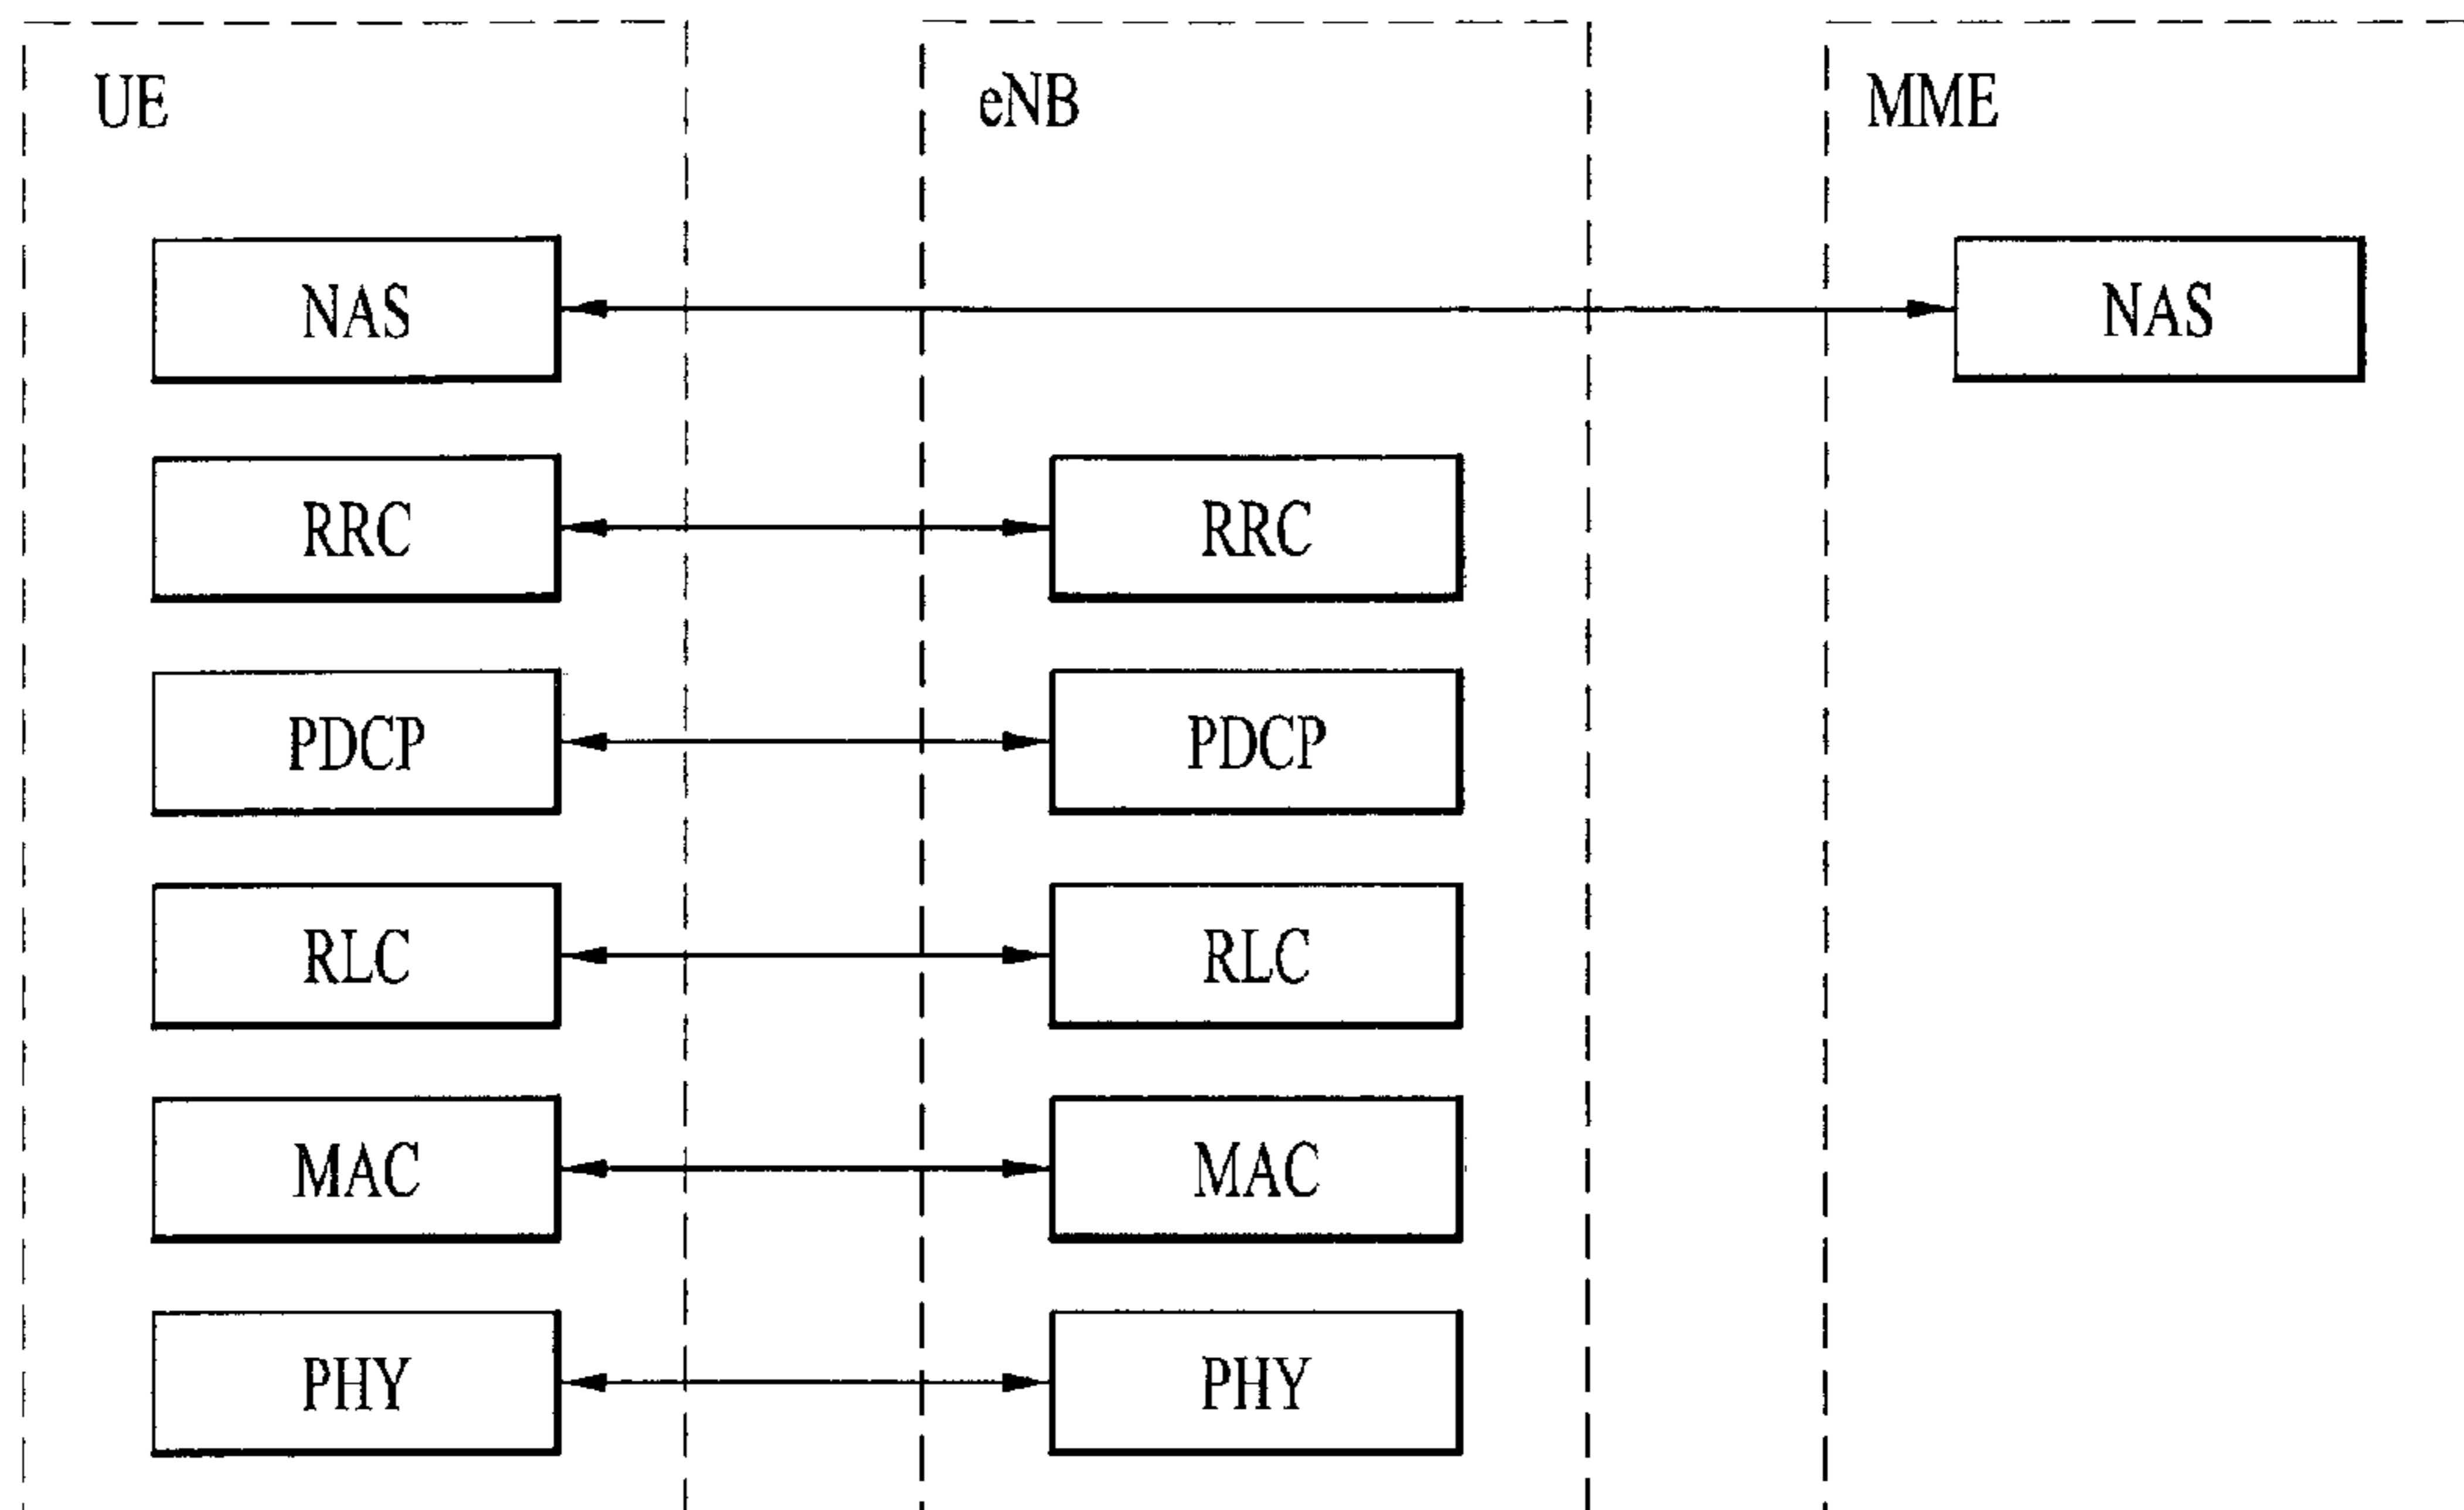 UE eNB MME
NAS NAS
RRC RRC
PDCP PDCP
RLC RLC
MAC MAC
PHY PHY